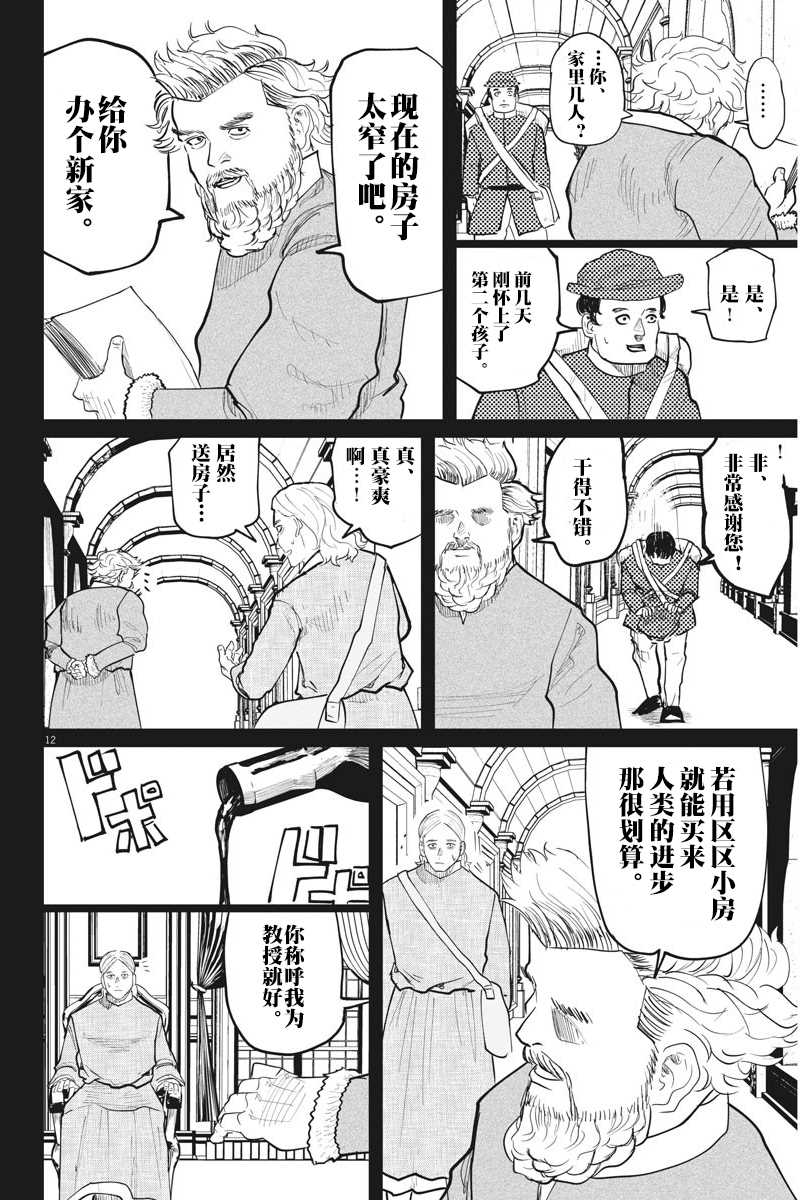 ……
…你、
家里几人？
现在的房子
太窄了吧。
给你
办个新家。
是、
是！
前几天
刚怀上了
第二个孩子。
！
非、
非常感谢您！
干得不错。
真、
真豪爽
啊…！
居然
送房子…
若用区区小房
就能买来
人类的进步
那很划算。
12
ドポ
ドポ
你称呼我为
教授就好。